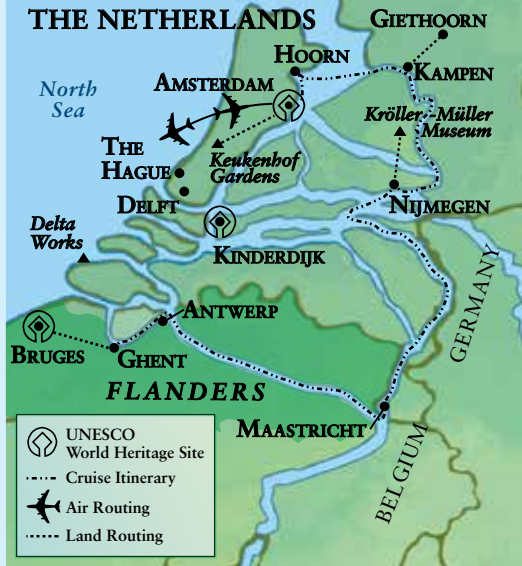 THE NETHERLANDS
GIETHOORN
HOORN
KAMPEN
North
Sea
AMSTERDAM
Kröller-Müller
Museum
THE
HAGUE
Keukenhof
Gardens
DELFT
NIJMEGEN
Delta
Works
KINDERDIJK
GERMANY
ANTWERP
BRUGES
GHENT
FLANDERS
MAASTRICHT
BELGIUM
UNESCO
World Heritage Site
Cruise Itinerary
Air Routing
Land Routing